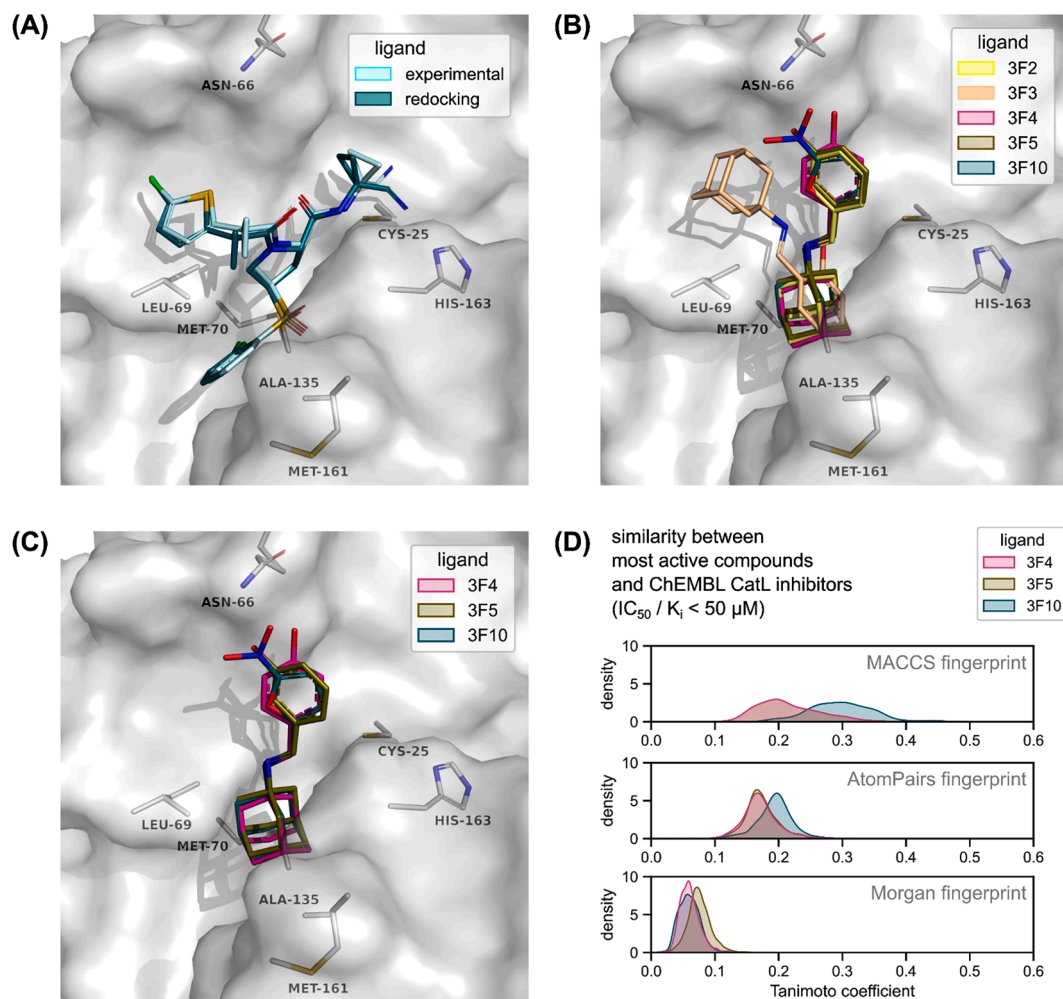 (A)
ligand
experimental
redocking
ASN-66
CYS-25
HIS-163
LEU-69
MET-70
ALA-135
MET-161
(B)
ligand
3F2
3F3
3F4
3F5
3F10
ASN-66
CYS-25
HIS-163
LEU-69
MET-70
ALA-135
MET-161
(C)
ligand
3F4
3F5
3F10
ASN-66
CYS-25
HIS-163
LEU-69
MET-70
ALA-135
MET-161
(D)
similarity between
most active compounds
and ChEMBL CatL inhibitors
(IC50 / Ki < 50 μM)
ligand
3F4
3F5
3F10
MACCS fingerprint
density
10
5
0
0.0 0.1 0.2 0.3 0.4 0.5 0.6
AtomPairs fingerprint
density
10
5
0
0.0 0.1 0.2 0.3 0.4 0.5 0.6
Morgan fingerprint
density
10
5
0
0.0 0.1 0.2 0.3 0.4 0.5 0.6
Tanimoto coefficient